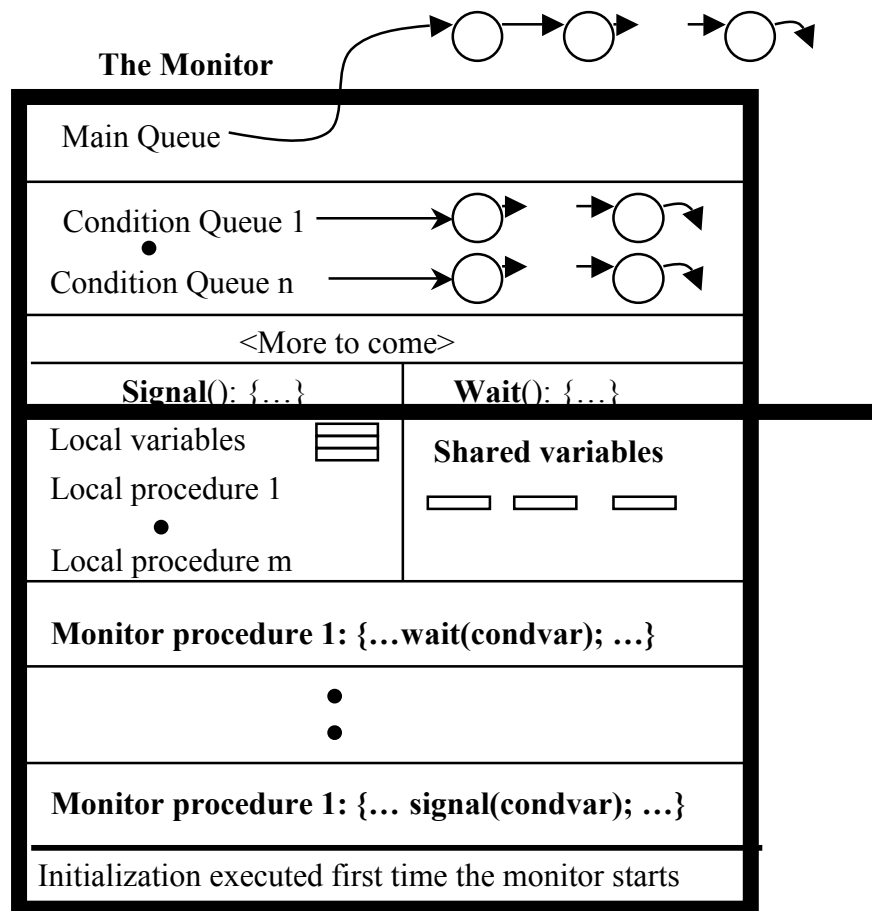 The Monitor
Main Queue
Condition Queue 1
Condition Queue n
<More to come>
Signal(): {…}
Wait(): {…}
Local variables
Shared variables
Local procedure 1
Local procedure m
Monitor procedure 1: {…wait(condvar); …}
Monitor procedure 1: {… signal(condvar); …}
Initialization executed first time the monitor starts